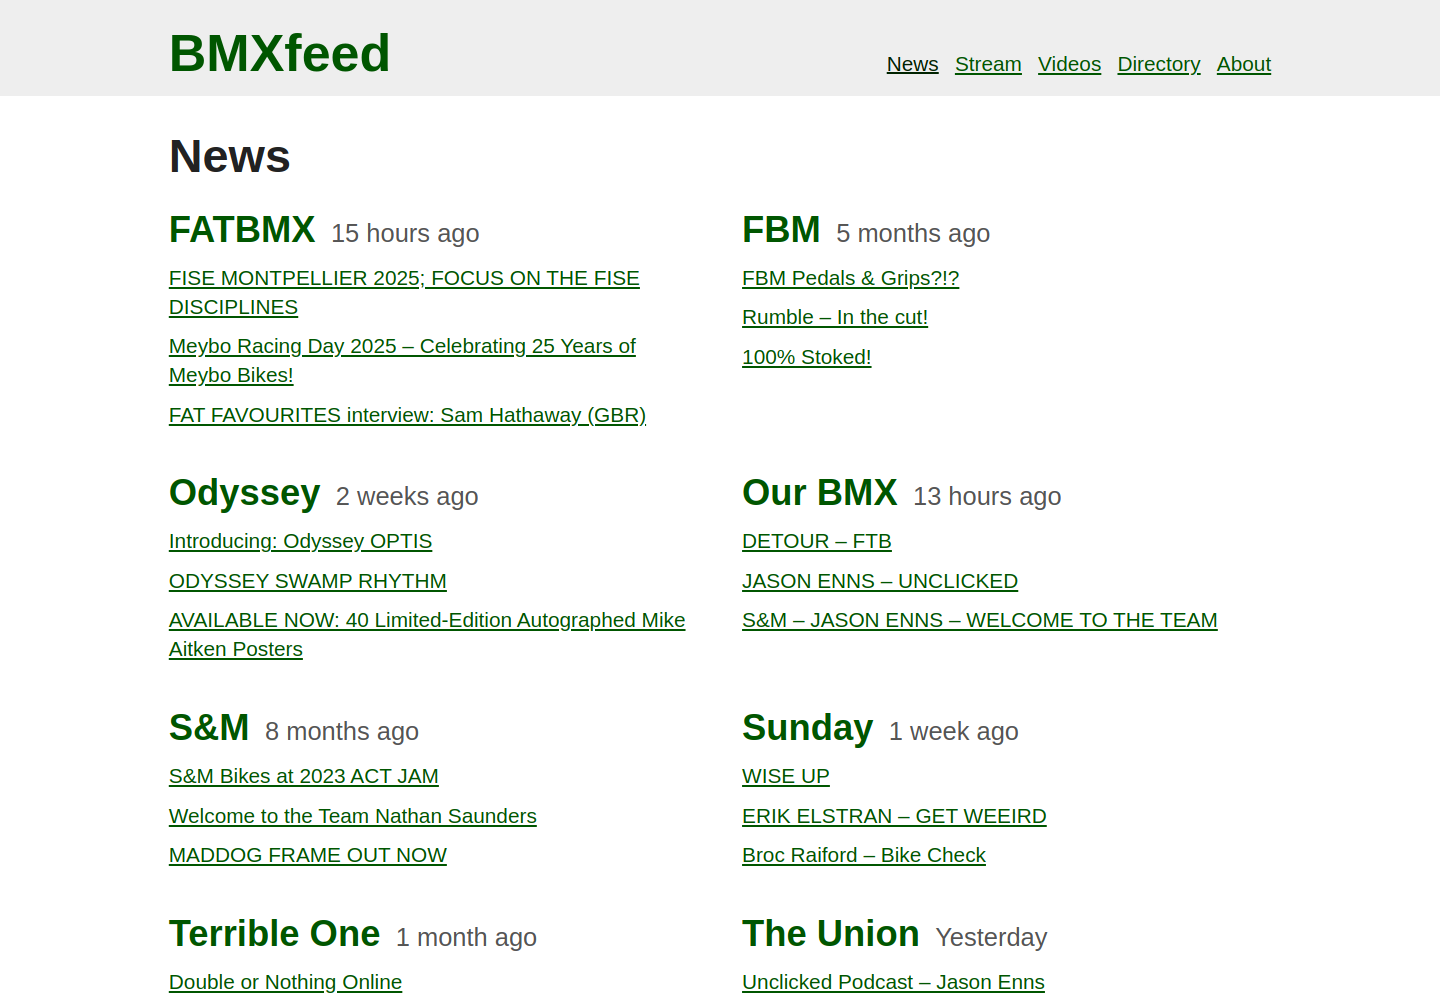 BMXfeed
News Stream Videos Directory About
News
FATBMX 15 hours ago
FISE MONTPELLIER 2025; FOCUS ON THE FISE
DISCIPLINES
Meybo Racing Day 2025 – Celebrating 25 Years of
Meybo Bikes!
FAT FAVOURITES interview: Sam Hathaway (GBR)
FBM 5 months ago
FBM Pedals & Grips?!?
Rumble – In the cut!
100% Stoked!
Odyssey 2 weeks ago
Introducing: Odyssey OPTIS
ODYSSEY SWAMP RHYTHM
AVAILABLE NOW: 40 Limited-Edition Autographed Mike
Aitken Posters
Our BMX 13 hours ago
DETOUR – FTB
JASON ENNS – UNCLICKED
S&M – JASON ENNS – WELCOME TO THE TEAM
S&M 8 months ago
S&M Bikes at 2023 ACT JAM
Welcome to the Team Nathan Saunders
MADDOG FRAME OUT NOW
Sunday 1 week ago
WISE UP
ERIK ELSTRAN – GET WEEIRD
Broc Raiford – Bike Check
Terrible One 1 month ago
Double or Nothing Online
The Union Yesterday
Unclicked Podcast – Jason Enns